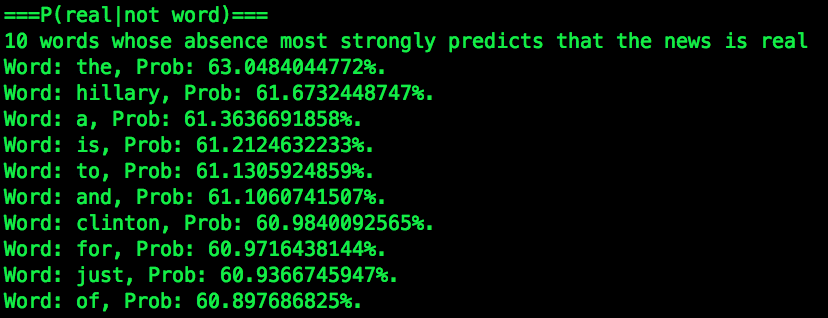 ===P(real|not word)===
10 words whose absence most strongly predicts that the news is real
Word: the, Prob: 63.0484044772%.
Word: hillary, Prob: 61.6732448747%.
Word: a, Prob: 61.3636691858%.
Word: is, Prob: 61.2124632233%.
Word: to, Prob: 61.1305924859%.
Word: and, Prob: 61.1060741507%.
Word: clinton, Prob: 60.9840092565%.
Word: for, Prob: 60.9716438144%.
Word: just, Prob: 60.9366745947%.
Word: of, Prob: 60.897686825%.